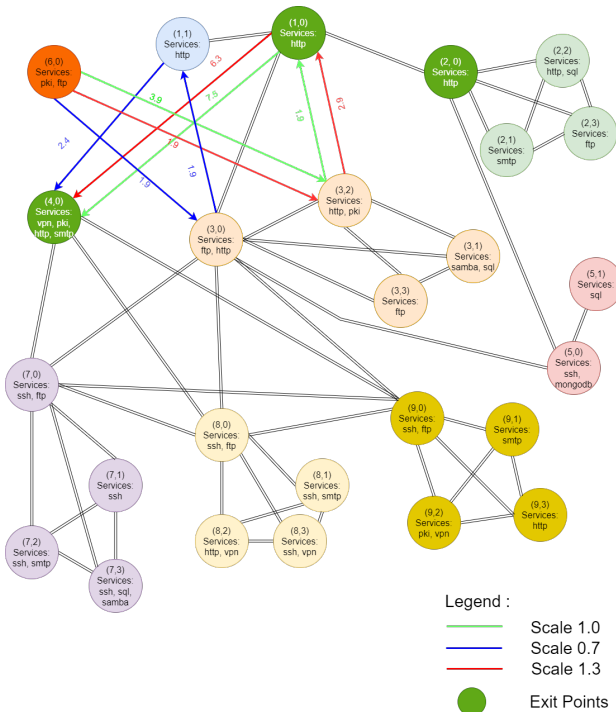 (1,0)
Services:
http
(1,1)
Services:
http
(6,0)
Services:
pki, ftp
(2, 0)
Services:
http
(2,2)
Services:
http, sql
(2,3)
Services:
ftp
(2,1)
Services:
smtp
6.3
7.5
3.9
2.4
1.9
1.9
1.9
1.0
2.9
(4,0)
Services:
vpn, pki,
http, smtp
(3,2)
Services:
http, pki
(3,0)
Services:
ftp, http
(3,1)
Services:
samba, sql
(3,3)
Services:
ftp
(5,1)
Services:
sql
(5,0)
Services:
ssh,
mongodb
(7,0)
Services:
ssh, ftp
(8,0)
Services:
ssh, ftp
(9,0)
Services:
ssh, ftp
(9,1)
Services:
smtp
(7,1)
Services:
ssh
(8,1)
Services:
ssh, smtp
(9,2)
Services:
pki, vpn
(9,3)
Services:
http
(7,2)
Services:
ssh, smtp
(8,2)
Services:
http, vpn
(8,3)
Services:
ssh, vpn
(7,3)
Services:
ssh, sql,
samba
Legend :
Scale 1.0
Scale 0.7
Scale 1.3
Exit Points